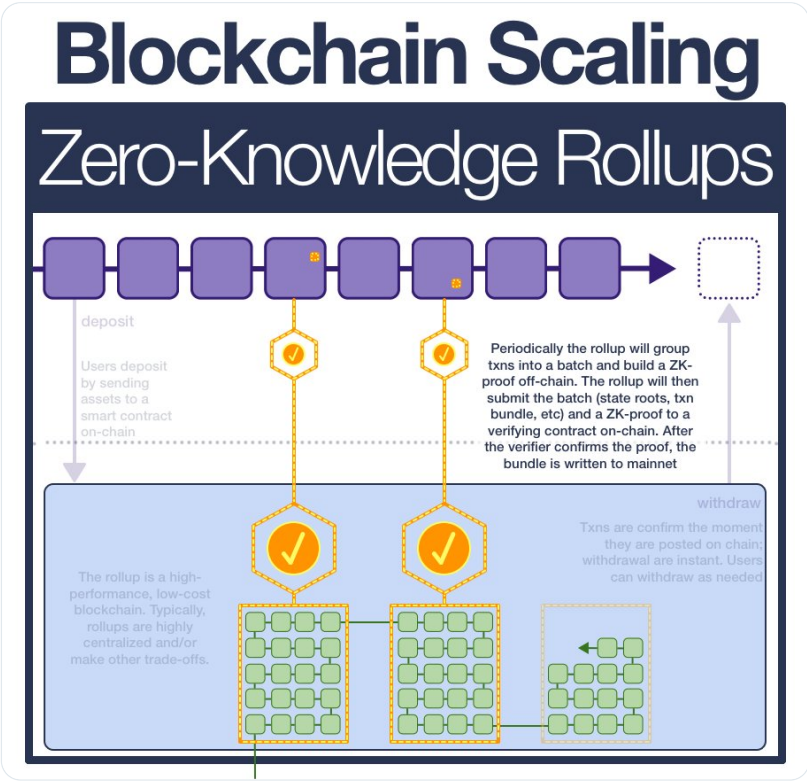 Blockchain Scaling
Zero-Knowledge Rollups
deposit
Users deposit
by sending
assets to a
smart contract
on-chain
Periodically the rollup will group
txns into a batch and build a ZK-
proof off-chain. The rollup will then
submit the batch (state roots, txn
bundle, etc) and a ZK-proof to a
verifying contract on-chain. After
the verifier confirms the proof, the
bundle is written to mainnet
withdraw
Txns are confirm the moment
they are posted on chain;
withdrawal are instant. Users
can withdraw as needed
The rollup is a high-
performance, low-cost
blockchain. Typically,
rollups are highly
centralized and/or
make other trade-offs.